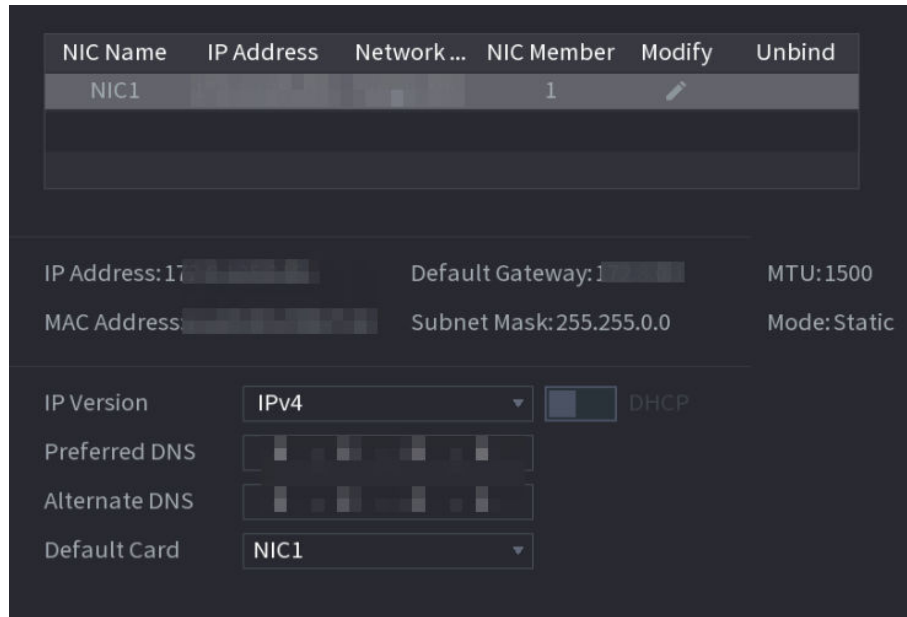 NIC Name IP Address Network ... NIC Member Modify Unbind
NIC1 1
IP Address:17 Default Gateway:1 MTU:1500
MAC Address: Subnet Mask:255.255.0.0 Mode:Static
IP Version IPv4 DHCP
Preferred DNS
Alternate DNS
Default Card NIC1